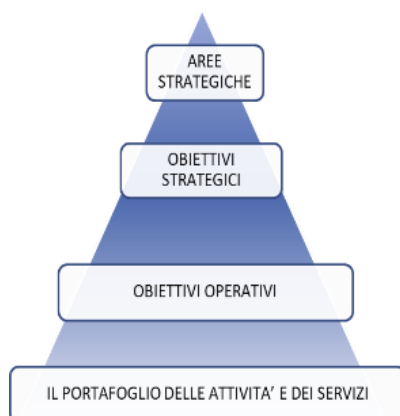 AREE
STRATEGICHE
OBIETTIVI
STRATEGICI
OBIETTIVI OPERATIVI
IL PORTAFOGLIO DELLE ATTIVITA’ E DEI SERVIZI